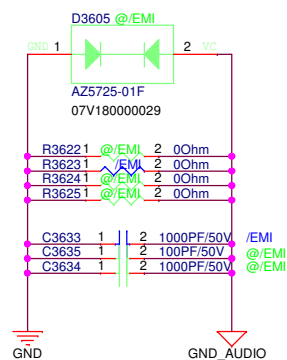 D3605 @/EMI
GND 1 2 VC
AZ5725-01F
07V180000029
R3622 1 @/EMI 2 0Ohm
R3623 1 /EMI 2 0Ohm
R3624 1 @/EMI 2 0Ohm
R3625 1 @/EMI 2 0Ohm
C3633 1 2 1000PF/50V /EMI
C3635 1 2 100PF/50V @/EMI
C3634 1 2 1000PF/50V @/EMI
GND GND_AUDIO